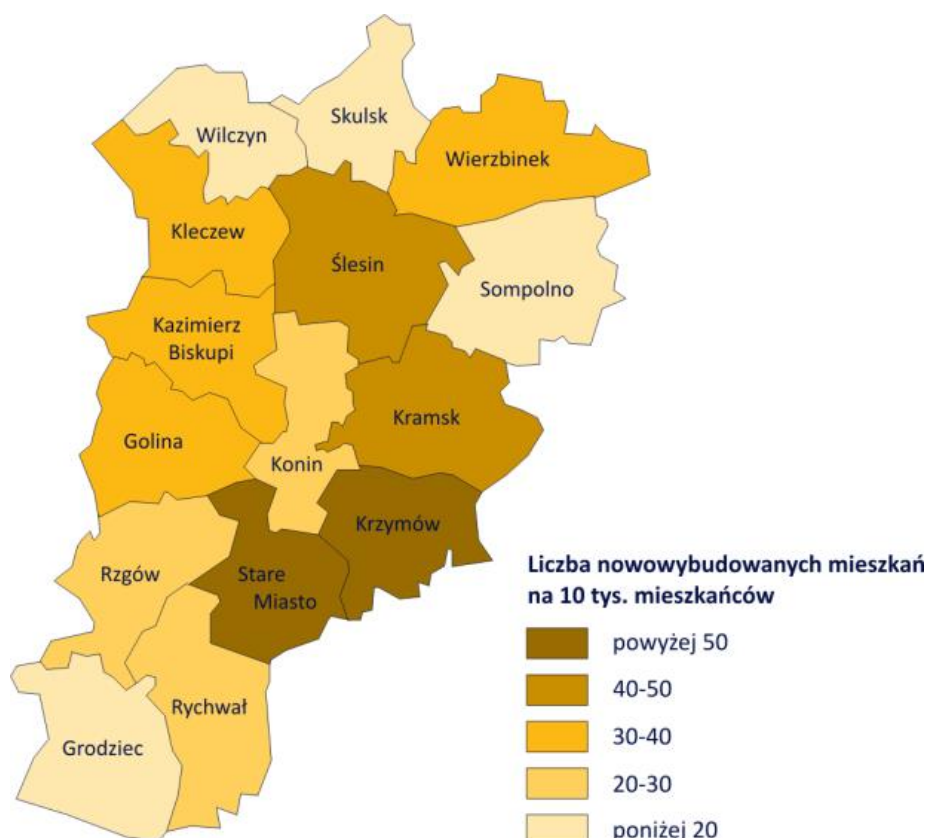 Skulsk
Wilczyn
Wierzbinek
Kleczew
Ślesin
Sompolno
Kazimierz
Biskupi
Kramsk
Golina
Konin
Krzymów
Rzgów
Stare
Miasto
Rychwał
Grodziec
Liczba nowowybudowanych mieszkań
na 10 tys. mieszkańców
powyżej 50
40-50
30-40
20-30
poniżej 20